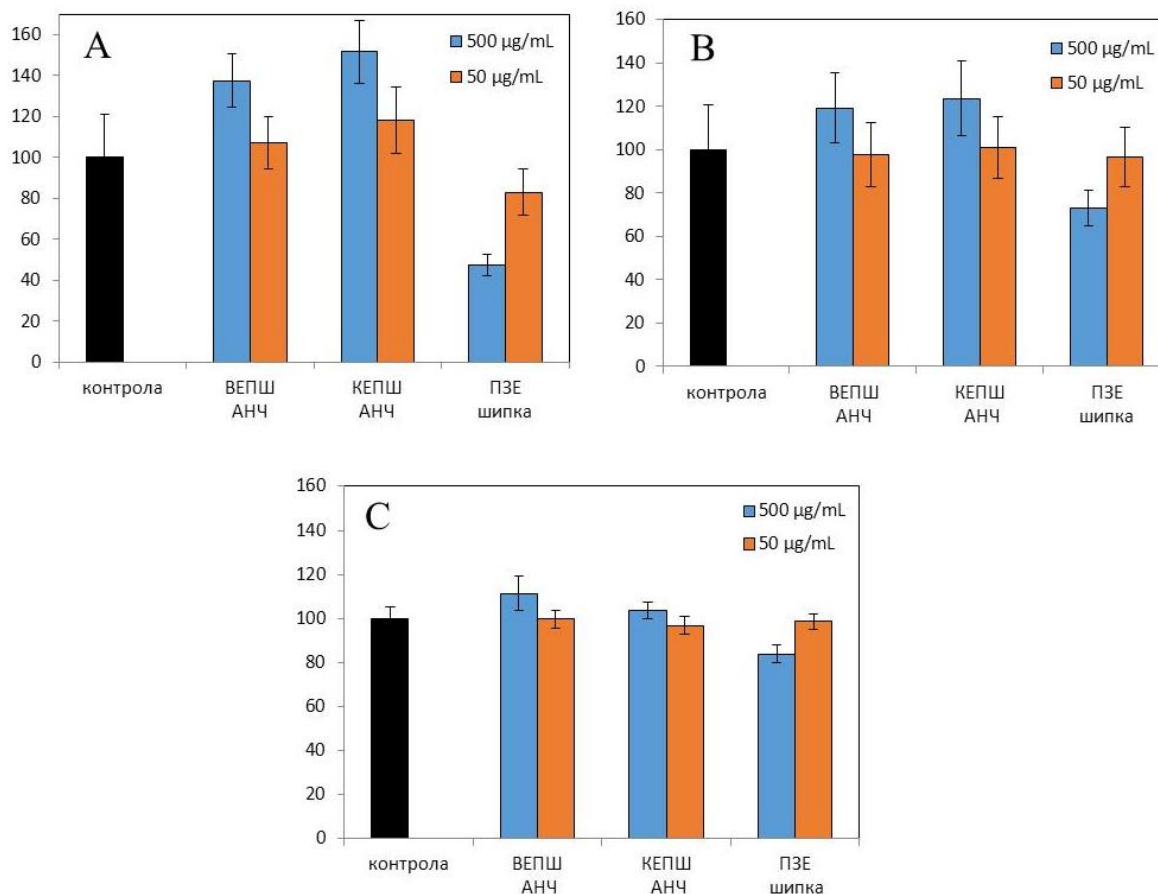 A
500 µg/mL
50 µg/mL
160
140
120
100
80
60
40
20
0
контрола
ВЕПШ
АНЧ
КЕПШ
АНЧ
ПЗЕ
шипка
B
500 µg/mL
50 µg/mL
160
140
120
100
80
60
40
20
0
контрола
ВЕПШ
АНЧ
КЕПШ
АНЧ
ПЗЕ
шипка
C
500 µg/mL
50 µg/mL
160
140
120
100
80
60
40
20
0
контрола
ВЕПШ
АНЧ
КЕПШ
АНЧ
ПЗЕ
шипка